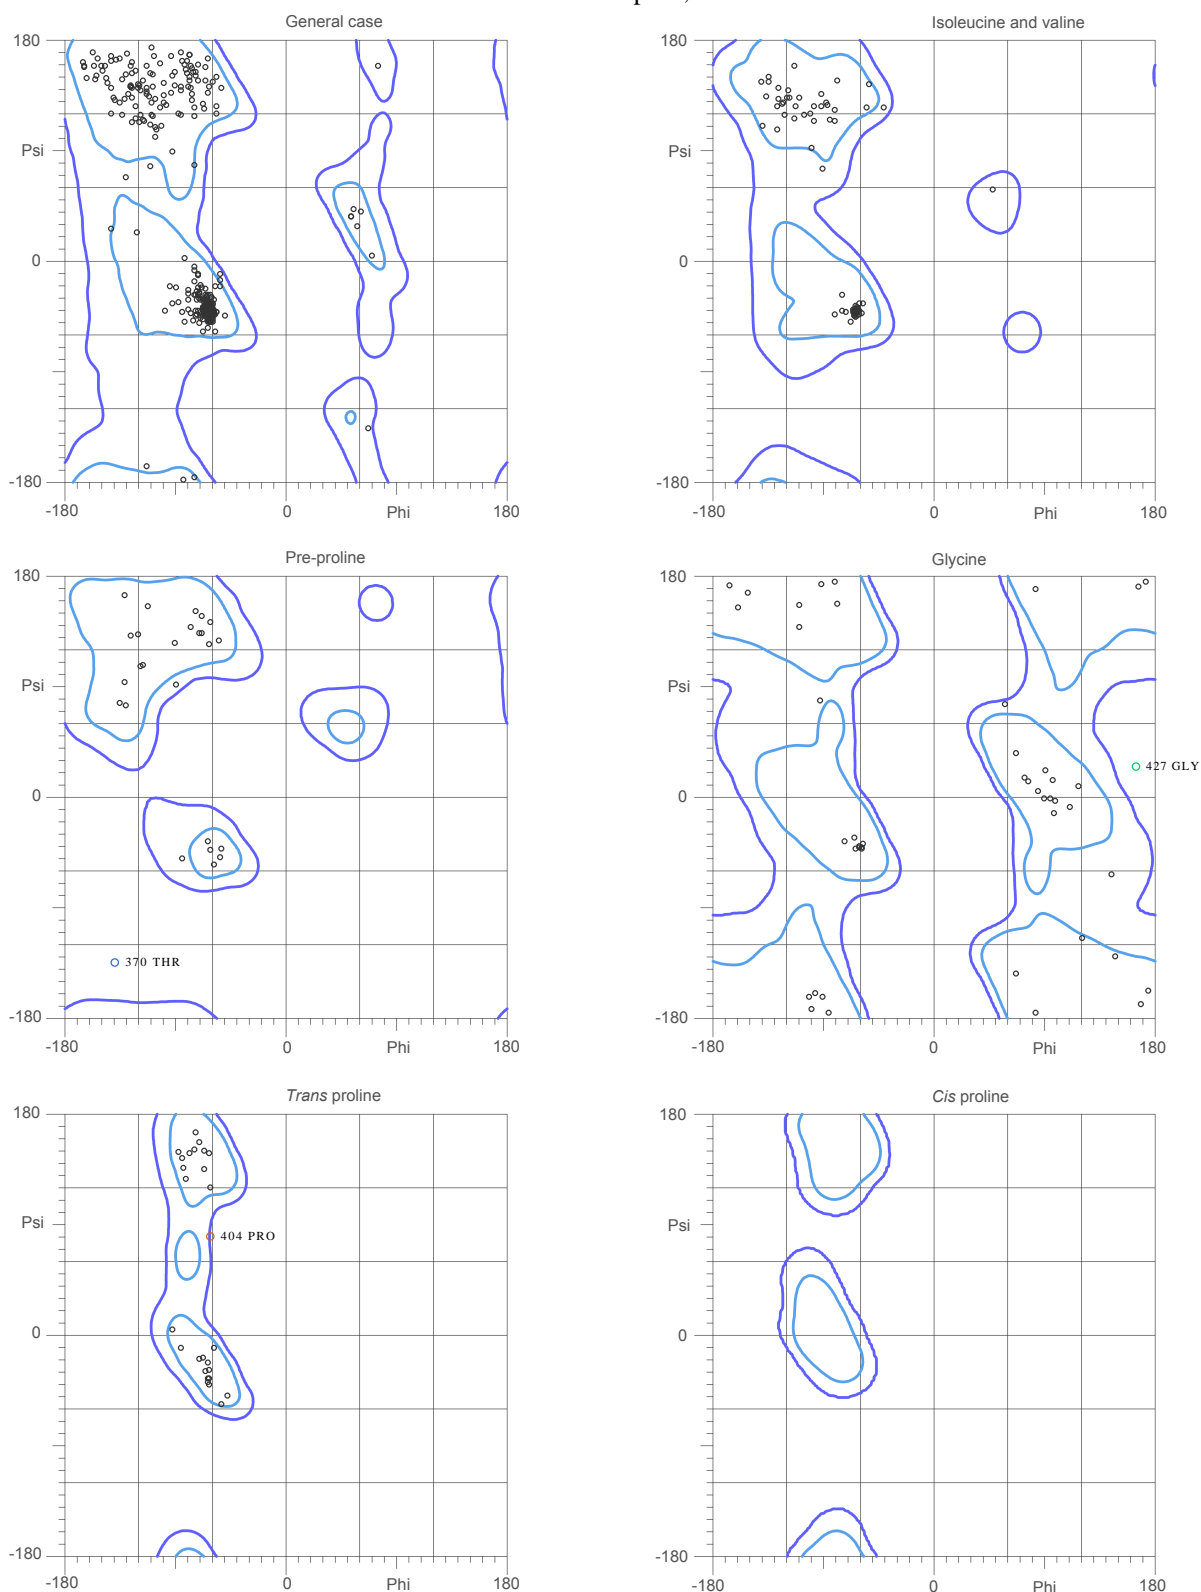 General case
Isoleucine and valine
180
Psi
0
-180
-180
0
Phi
180
180
Psi
0
-180
-180
0
Phi
180
Pre-proline
Glycine
180
Psi
0
-180
370 THR
-180
0
Phi
180
180
Psi
0
-180
427 GLY
-180
0
Phi
180
Trans proline
Cis proline
180
Psi
0
-180
404 PRO
-180
0
Phi
180
180
Psi
0
-180
-180
0
Phi
180